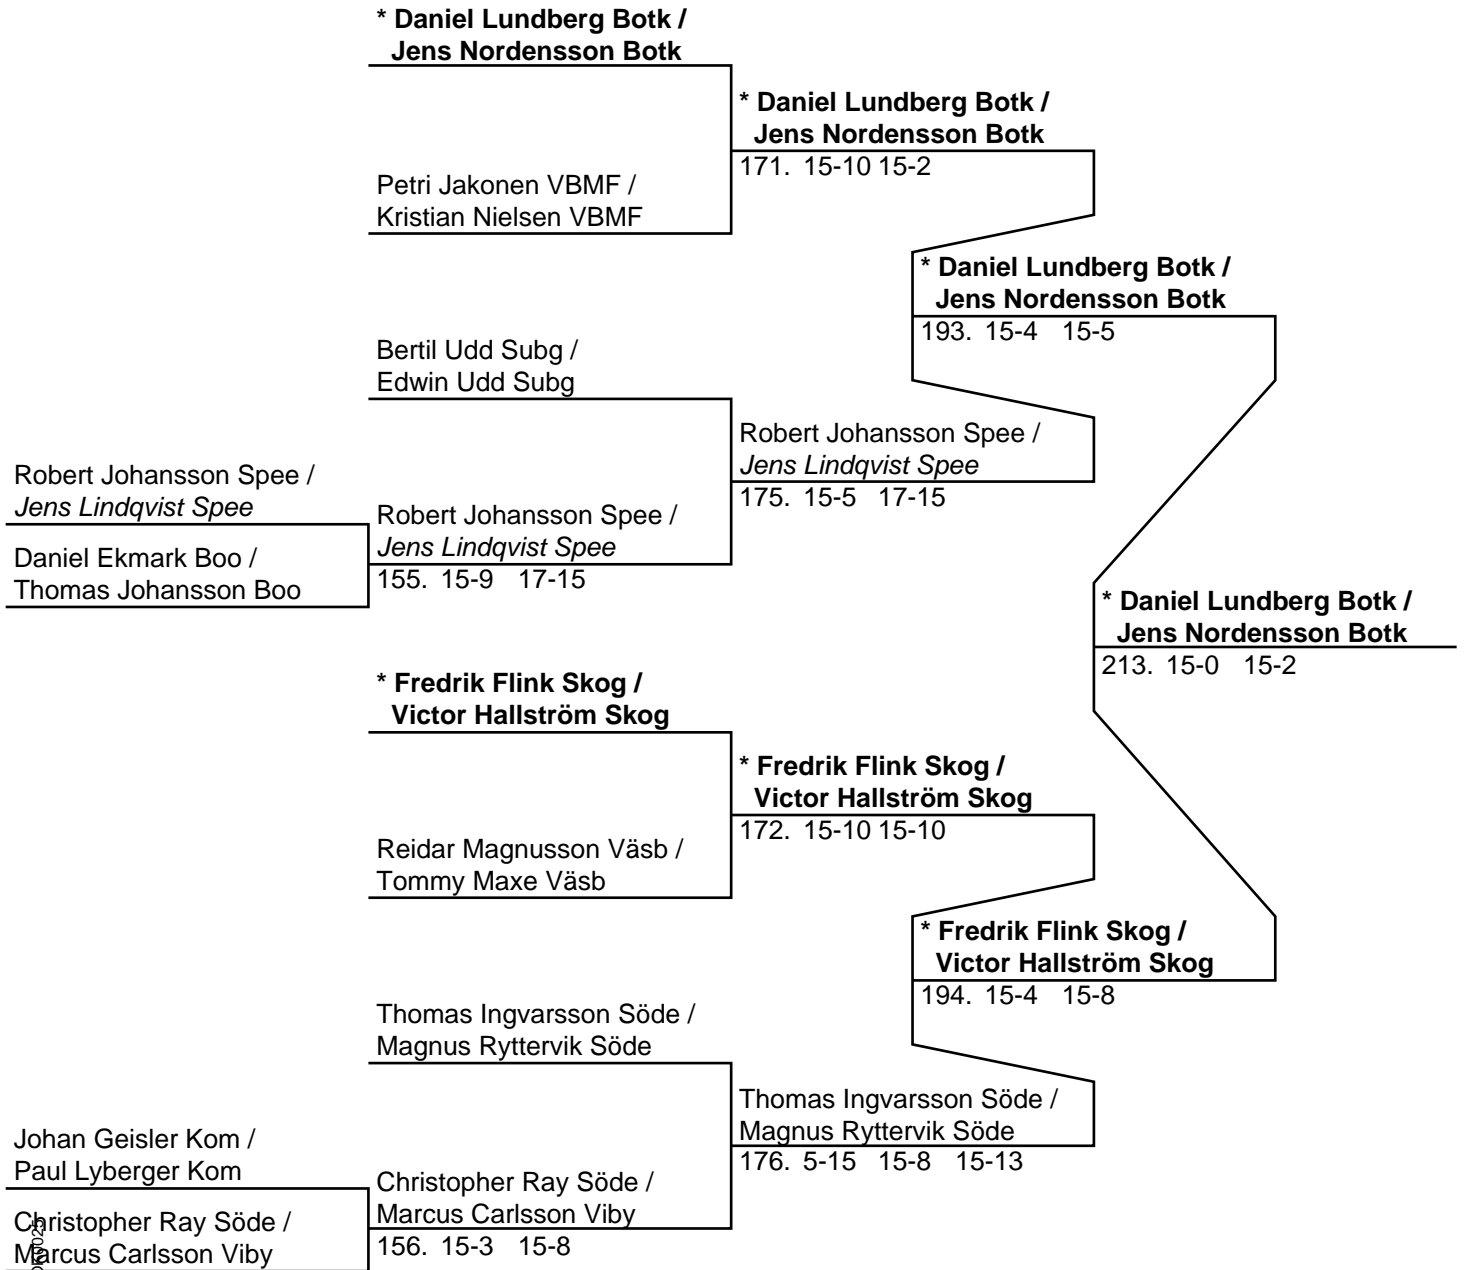 * Daniel Lundberg Botk /
Jens Nordensson Botk
* Daniel Lundberg Botk /
Jens Nordensson Botk
171. 15-10 15-2
Petri Jakonen VBMF /
Kristian Nielsen VBMF
* Daniel Lundberg Botk /
Jens Nordensson Botk
193. 15-4 15-5
Bertil Udd Subg /
Edwin Udd Subg
Robert Johansson Spee /
Jens Lindqvist Spee
175. 15-5 17-15
Robert Johansson Spee /
Jens Lindqvist Spee
Robert Johansson Spee /
Jens Lindqvist Spee
155. 15-9 17-15
Daniel Ekmark Boo /
Thomas Johansson Boo
* Daniel Lundberg Botk /
Jens Nordensson Botk
213. 15-0 15-2
* Fredrik Flink Skog /
Victor Hallström Skog
* Fredrik Flink Skog /
Victor Hallström Skog
172. 15-10 15-10
Reidar Magnusson Väsb /
Tommy Maxe Väsb
* Fredrik Flink Skog /
Victor Hallström Skog
194. 15-4 15-8
Thomas Ingvarsson Söde /
Magnus Ryttervik Söde
Thomas Ingvarsson Söde /
Magnus Ryttervik Söde
176. 5-15 15-8 15-13
Johan Geisler Kom /
Paul Lyberger Kom
Christopher Ray Söde /
Marcus Carlsson Viby
156. 15-3 15-8
Christopher Ray Söde /
Marcus Carlsson Viby